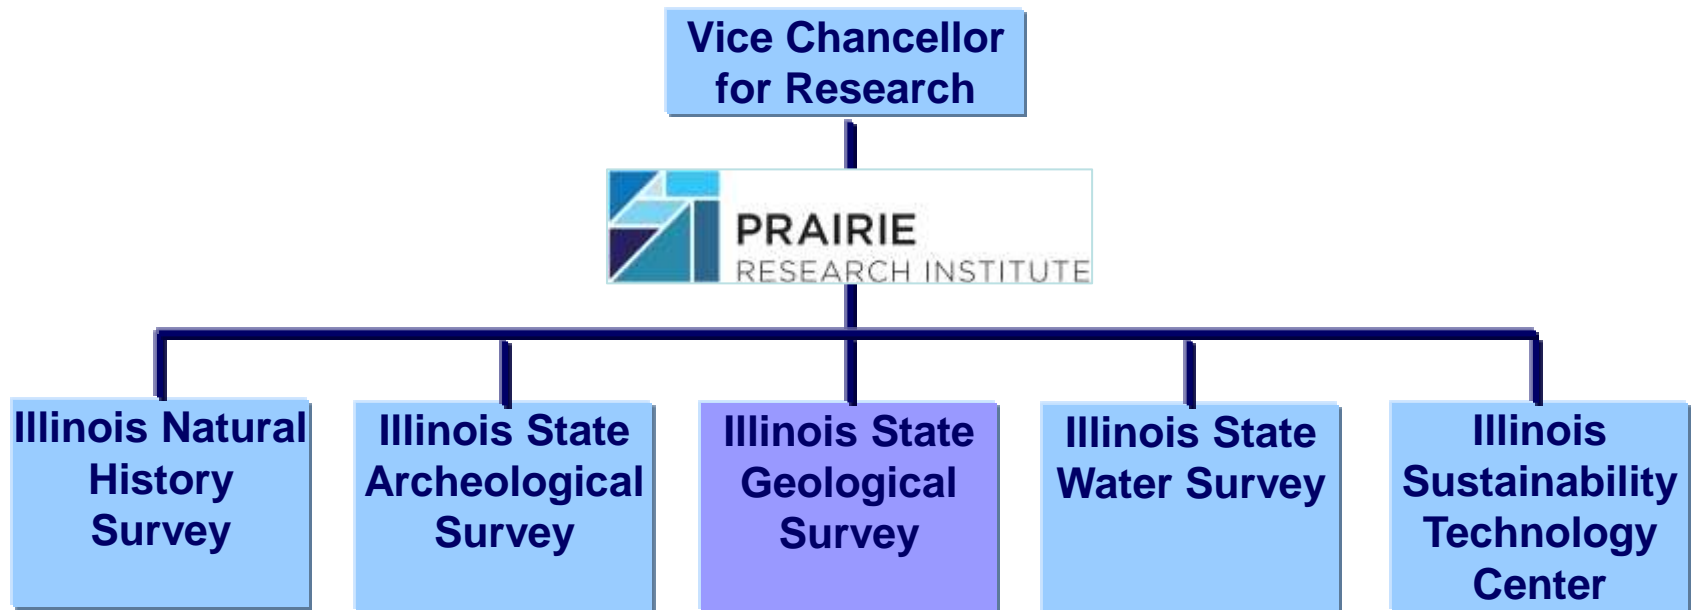 Vice Chancellor
for Research
PRAIRIE
RESEARCH INSTITUTE
Illinois Natural
History
Survey
Illinois State
Archeological
Survey
Illinois State
Geological
Survey
Illinois State
Water Survey
Illinois
Sustainability
Technology
Center